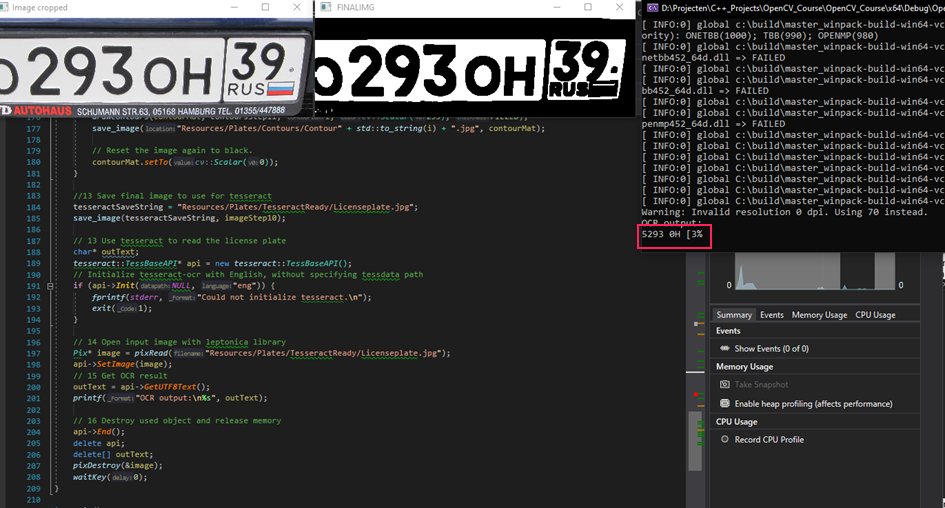 Image cropped
O293OH
39.
RUS
AUTOHAUS SCHUMANN STR.63, 05168 HAMBURG TEL. 01355/447888
FINALIMG
O293OH
39.
RUS
D:\Projecten\C++_Projects\OpenCV_Course\OpenCV_Course\x64\Debug\Ope
[ INFO:0] global c:\build\master_winpack-build-win64-vc
ority): ONETBB(1000); TBB(990); OPENMP(980)
[ INFO:0] global c:\build\master_winpack-build-win64-vc
netbb452_64d.dll => FAILED
[ INFO:0] global c:\build\master_winpack-build-win64-vc
[ INFO:0] global c:\build\master_winpack-build-win64-vc
bb452_64d.dll => FAILED
[ INFO:0] global c:\build\master_winpack-build-win64-vc
[ INFO:0] global c:\build\master_winpack-build-win64-vc
penmp452_64d.dll => FAILED
[ INFO:0] global C:\build\master_winpack-build-win64-vc
[ INFO:0] global C:\build\master_winpack-build-win64-vc
[ INFO:0] global C:\build\master_winpack-build-win64-vc
[ INFO:0] global C:\build\master_winpack-build-win64-vc
[ INFO:0] global C:\build\master_winpack-build-win64-vc
[ INFO:0] global C:\build\master_winpack-build-win64-vc
Warning: Invalid resolution 0 dpi. Using 70 instead.
OCR output:
5293 0H [3%
177 save_image(location: "Resources/Plates/Contours/Contour" + std::to_string(i) + ".jpg", contourMat);
178
179 // Reset the image again to black.
180 contourMat.setTo(value: cv::Scalar(v0: 0));
181 }
182
183 //13 Save final image to use for tesseract
184 tesseractSaveString = "Resources/Plates/TesseractReady/Licenseplate.jpg";
185 save_image(tesseractSaveString, imageStep10);
186
187 // 13 Use tesseract to read the license plate
188 char* outText;
189 tesseract::TessBaseAPI* api = new tesseract::TessBaseAPI();
190 // Initialize tesseract-ocr with English, without specifying tessdata path
191 if (api->Init(datapath: NULL, language: "eng")) {
192 fprintf(stderr, _Format: "Could not initialize tesseract.\n");
193 exit(_Code: 1);
194 }
195
196 // 14 Open input image with leptonica library
197 Pix* image = pixRead(filename: "Resources/Plates/TesseractReady/Licenseplate.jpg");
198 api->SetImage(image);
199 // 15 Get OCR result
200 outText = api->GetUTF8Text();
201 printf(_Format: "OCR output:\n%s", outText);
202
203 // 16 Destroy used object and release memory
204 api->End();
205 delete api;
206 delete[] outText;
207 pixDestroy(&image);
208 waitKey(delay: 0);
209 }
210
0 0
Summary Events Memory Usage CPU Usage
Events
Show Events (0 of 0)
Memory Usage
Take Snapshot
Enable heap profiling (affects performance)
CPU Usage
Record CPU Profile